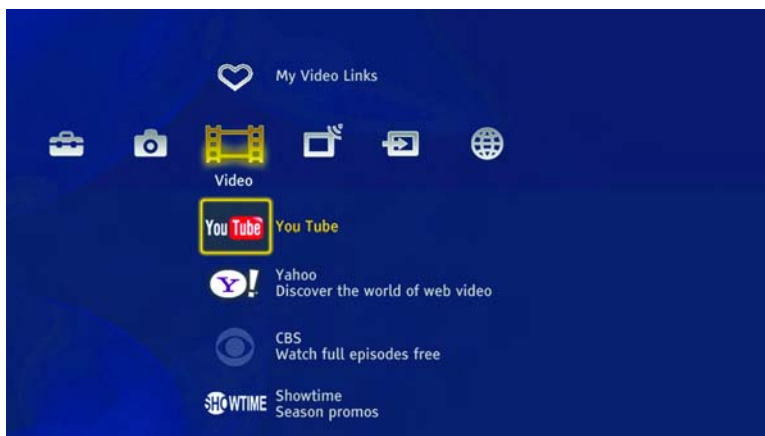 My Video Links
Video
You Tube You Tube
Yahoo
Y! Discover the world of web video
CBS
Watch full episodes free
SHOWTIME Showtime
Season promos